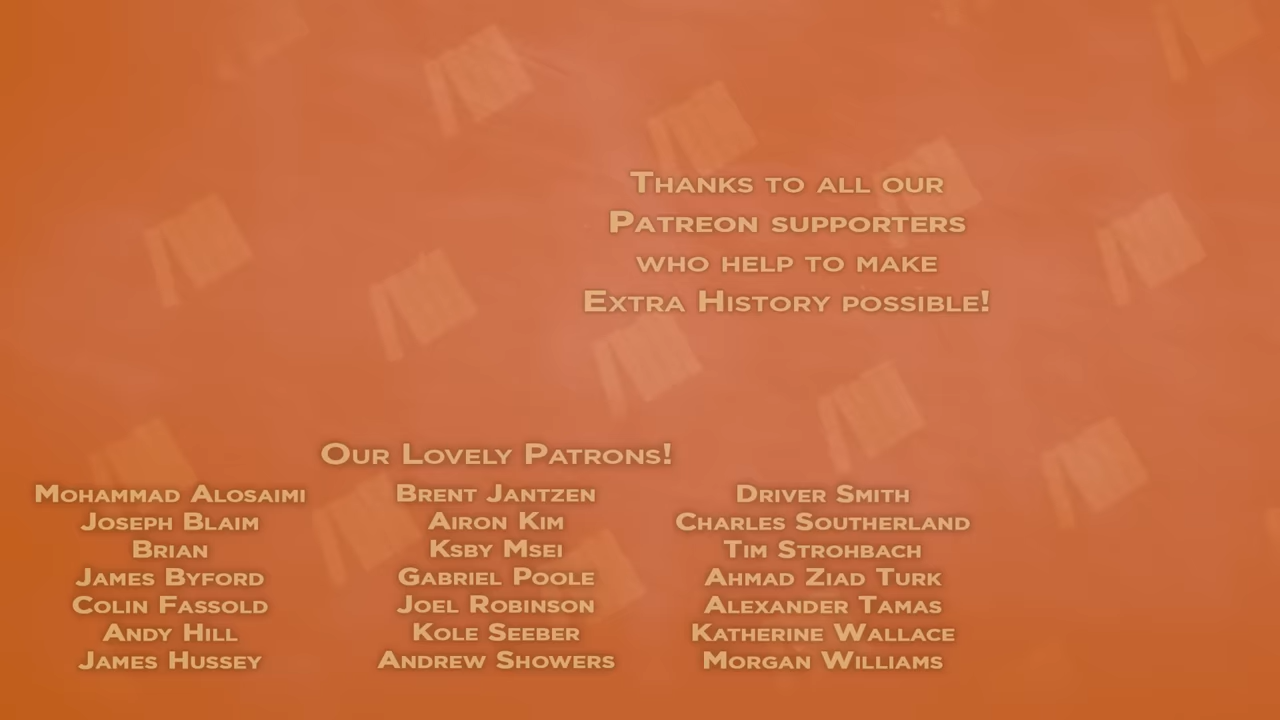 Thanks to all our
Patreon supporters
who help to make
Extra History possible!
Our Lovely Patrons!
Mohammad Alosaimi
Joseph Blaim
Brian
James Byford
Colin Fassold
Andy Hill
James Hussey
Brent Jantzen
Airon Kim
Ksby Msei
Gabriel Poole
Joel Robinson
Kole Seeber
Andrew Showers
Driver Smith
Charles Southerland
Tim Strohbach
Ahmad Ziad Turk
Alexander Tamas
Katherine Wallace
Morgan Williams